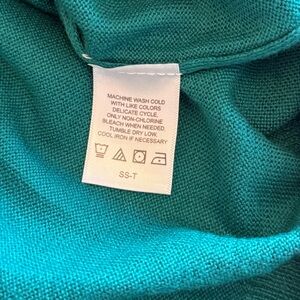 MACHINE WASH COLD
WITH LIKE COLORS
DELICATE CYCLE,
ONLY NON-CHLORINE
BLEACH WHEN NEEDED,
TUMBLE DRY LOW,
COOL IRON IF NECESSARY
SS-T